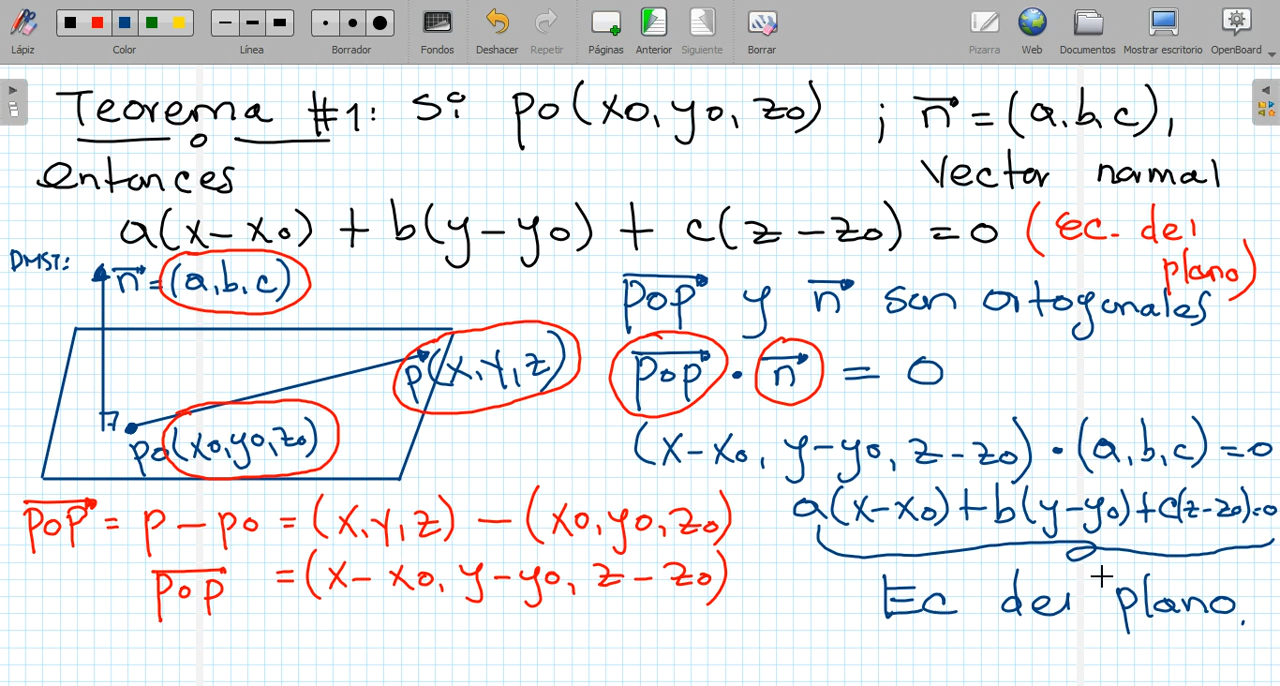 Lápiz Color Línea Borrador Fondos Deshacer Repetir Páginas Anterior Siguiente Borrar Pizarra Web Documentos Mostrar escritorio OpenBoard
Teorema #1: Si po(x0, y0, z0) ; n = (a, b, c),
entonces vector normal
a(x-x0) + b(y-y0) + c(z-z0) = 0 (Ec. del
plano)
DMST:
n = (a, b, c)
p(x, y, z)
po(x0, y0, z0)
pop y n son ortogonales
pop · n = 0
(x-x0, y-y0, z-z0) · (a, b, c) = 0
a(x-x0) + b(y-y0) + c(z-z0) = 0
Ec del plano.
pop = p - po = (x, y, z) - (x0, y0, z0)
pop = (x-x0, y-y0, z-z0)